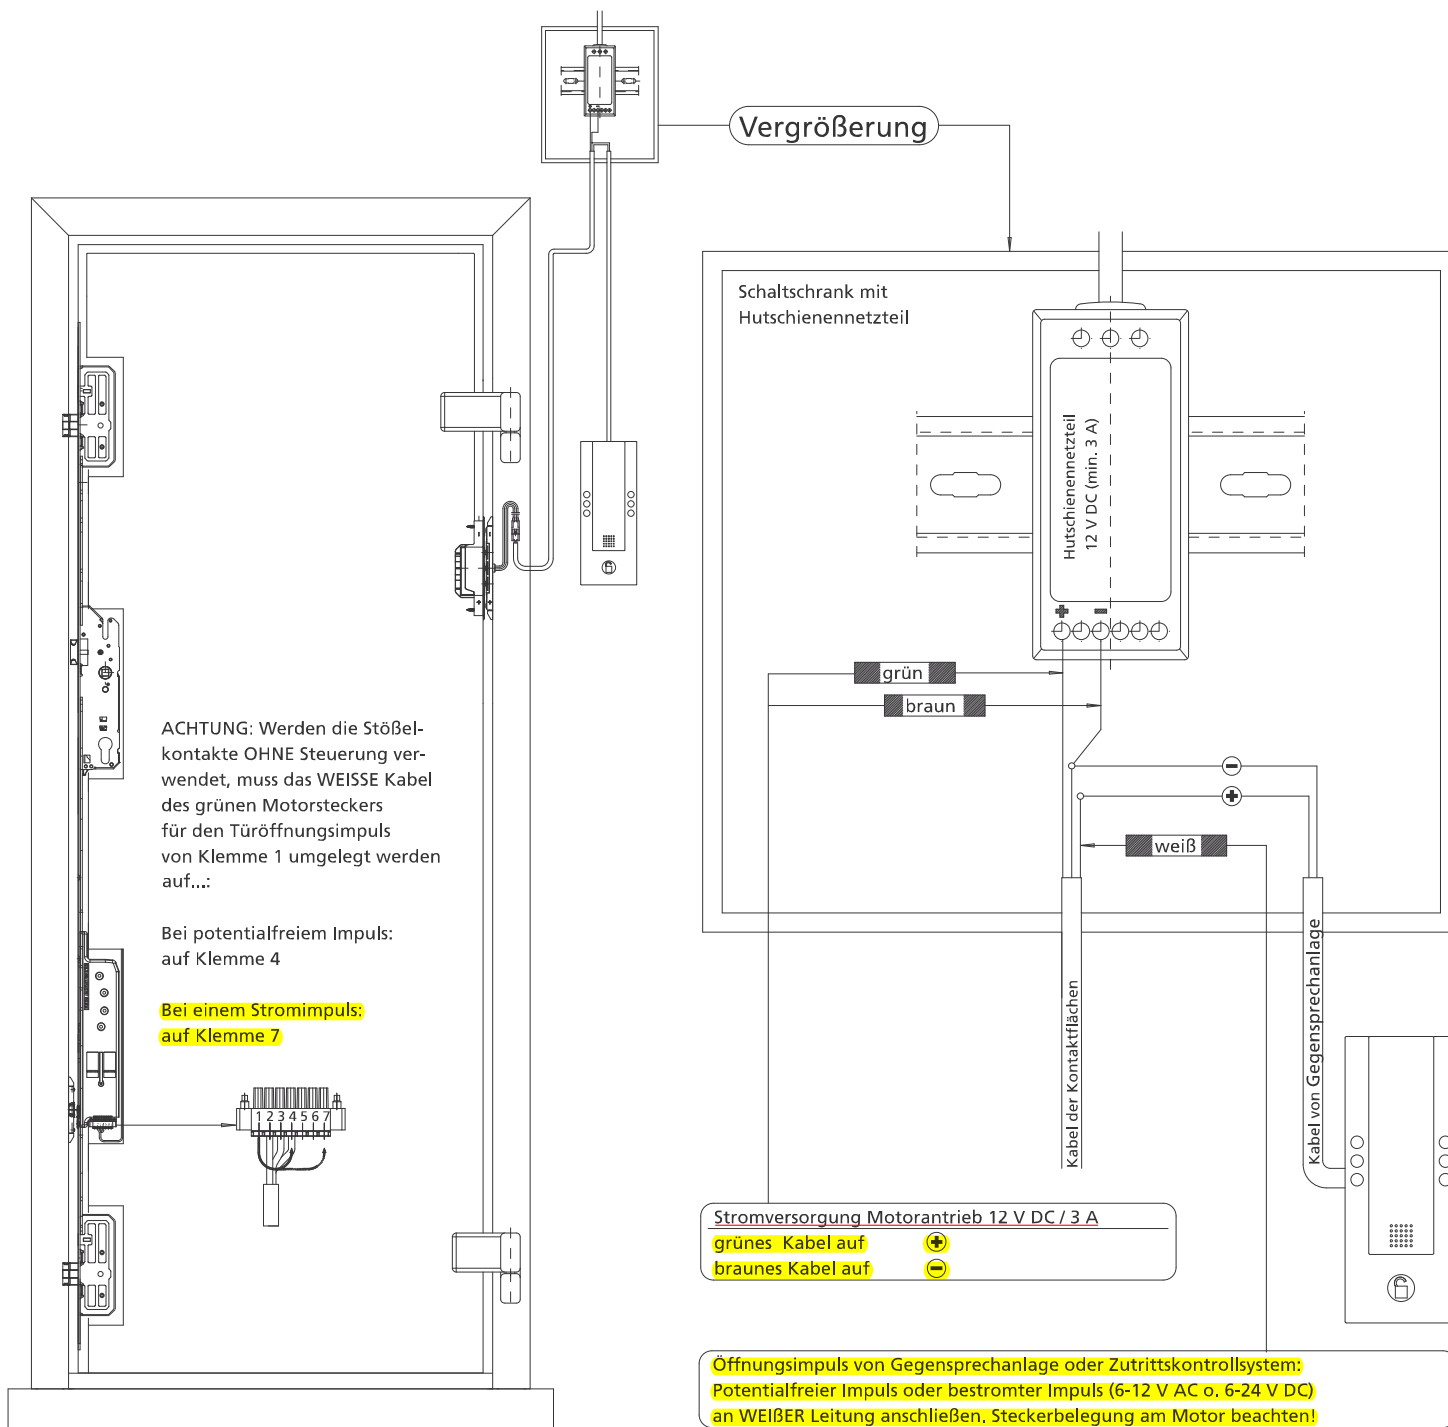 Vergrößerung
Schaltschrank mit
Hutschienennetzteil
Hutschienennetzteil
12 V DC (min. 3 A)
grün
braun
weiß
ACHTUNG: Werden die Stößel-
kontakte OHNE Steuerung ver-
wendet, muss das WEISSE Kabel
des grünen Motorsteckers
für den Türöffnungsimpuls
von Klemme 1 umgelegt werden
auf...:
Bei potentialfreiem Impuls:
auf Klemme 4
Bei einem Stromimpuls:
auf Klemme 7
1 2 3 4 5 6 7
Kabel der Kontaktflächen
Kabel von Gegensprechanlage
Stromversorgung Motorantrieb 12 V DC / 3 A
grünes Kabel auf +
braunes Kabel auf −
Öffnungsimpuls von Gegensprechanlage oder Zutrittskontrollsystem:
Potentialfreier Impuls oder bestromter Impuls (6-12 V AC o. 6-24 V DC)
an WEIßER Leitung anschließen. Steckerbelegung am Motor beachten!